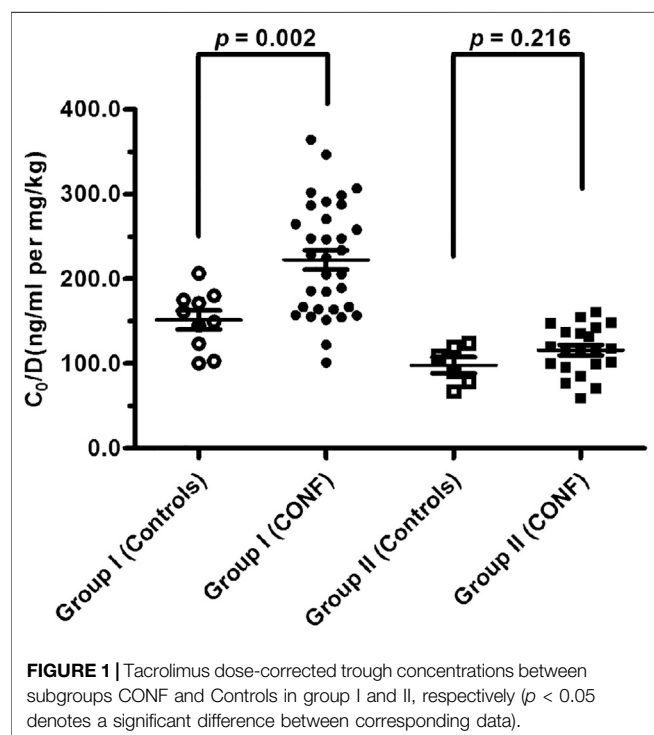 p = 0.002
p = 0.216
C₀/D(ng/ml per mg/kg)
400.0
300.0
200.0
100.0
0.0
Group I (Controls)
Group I (CONF)
Group II (Controls)
Group II (CONF)
FIGURE 1 | Tacrolimus dose-corrected trough concentrations between
subgroups CONF and Controls in group I and II, respectively (p < 0.05
denotes a significant difference between corresponding data).